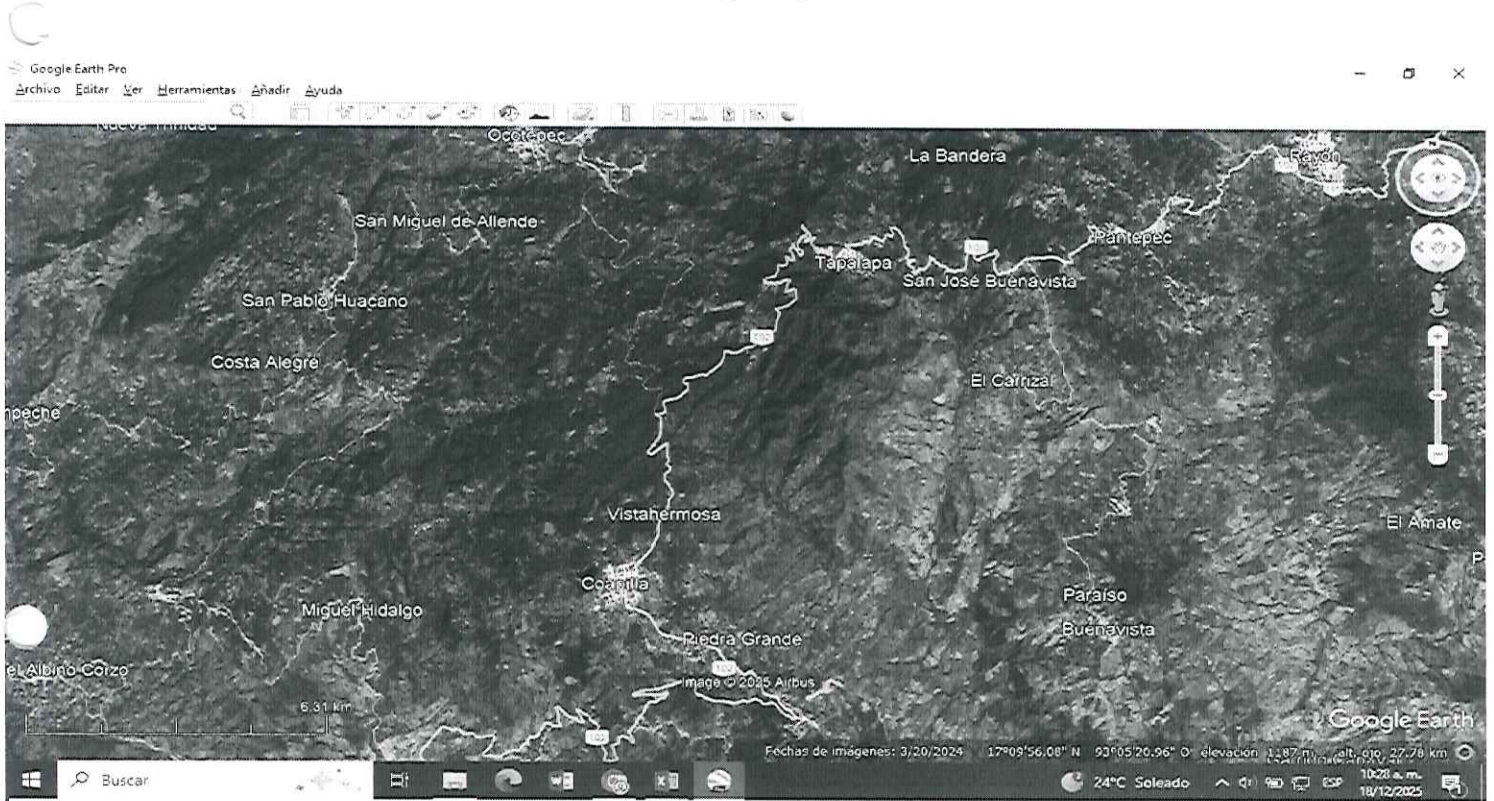 Google Earth Pro
Archivo Editar Ver Herramientas Añadir Ayuda
Nueva Trinidad
Ocotepec
La Bandera
Rayón
San Miguel de Allende
Pantepec
Tapalapa
San José Buenavista
San Pablo Huacano
Costa Alegre
El Carrizal
mpeche
Vistahermosa
El Amate
P
Coapilla
Paraíso
Miguel Hidalgo
Buenavista
Piedra Grande
el Albino Corzo
Image © 2025 Airbus
6.31 km
Google Earth
Fechas de imágenes: 3/20/2024 17°09'56.08" N 93°05'20.96" O elevación 1187 m alt. ojo 27.78 km
Buscar
24°C Soleado
ESP
10:28 a. m.
18/12/2025